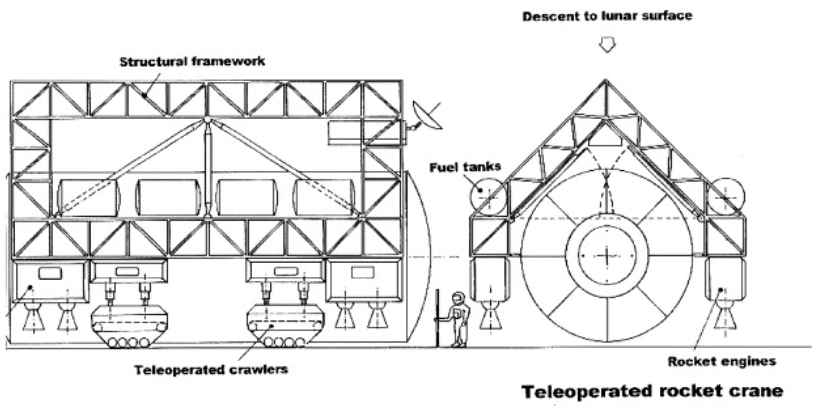 Descent to lunar surface
Structural framework
Fuel tanks
Teleoperated crawlers
Rocket engines
Teleoperated rocket crane